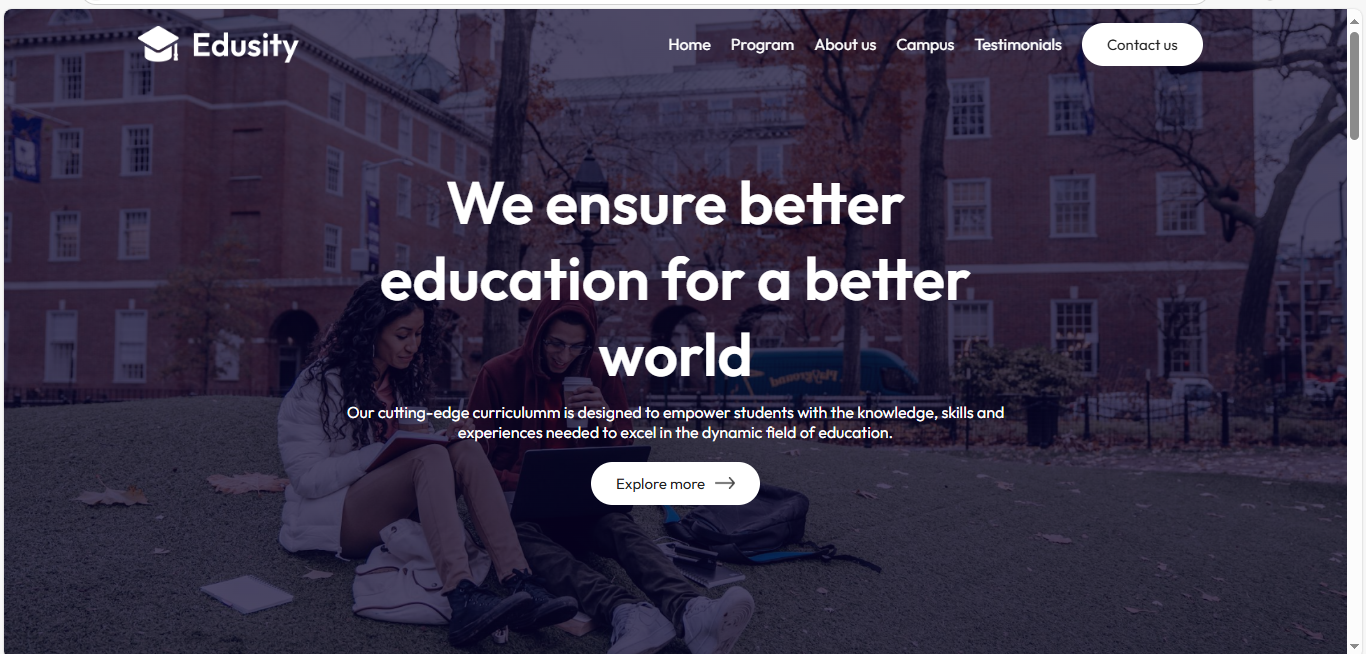 Edusity
Home Program About us Campus Testimonials Contact us
We ensure better
education for a better
world
Our cutting-edge curriculumm is designed to empower students with the knowledge, skills and
experiences needed to excel in the dynamic field of education.
Explore more